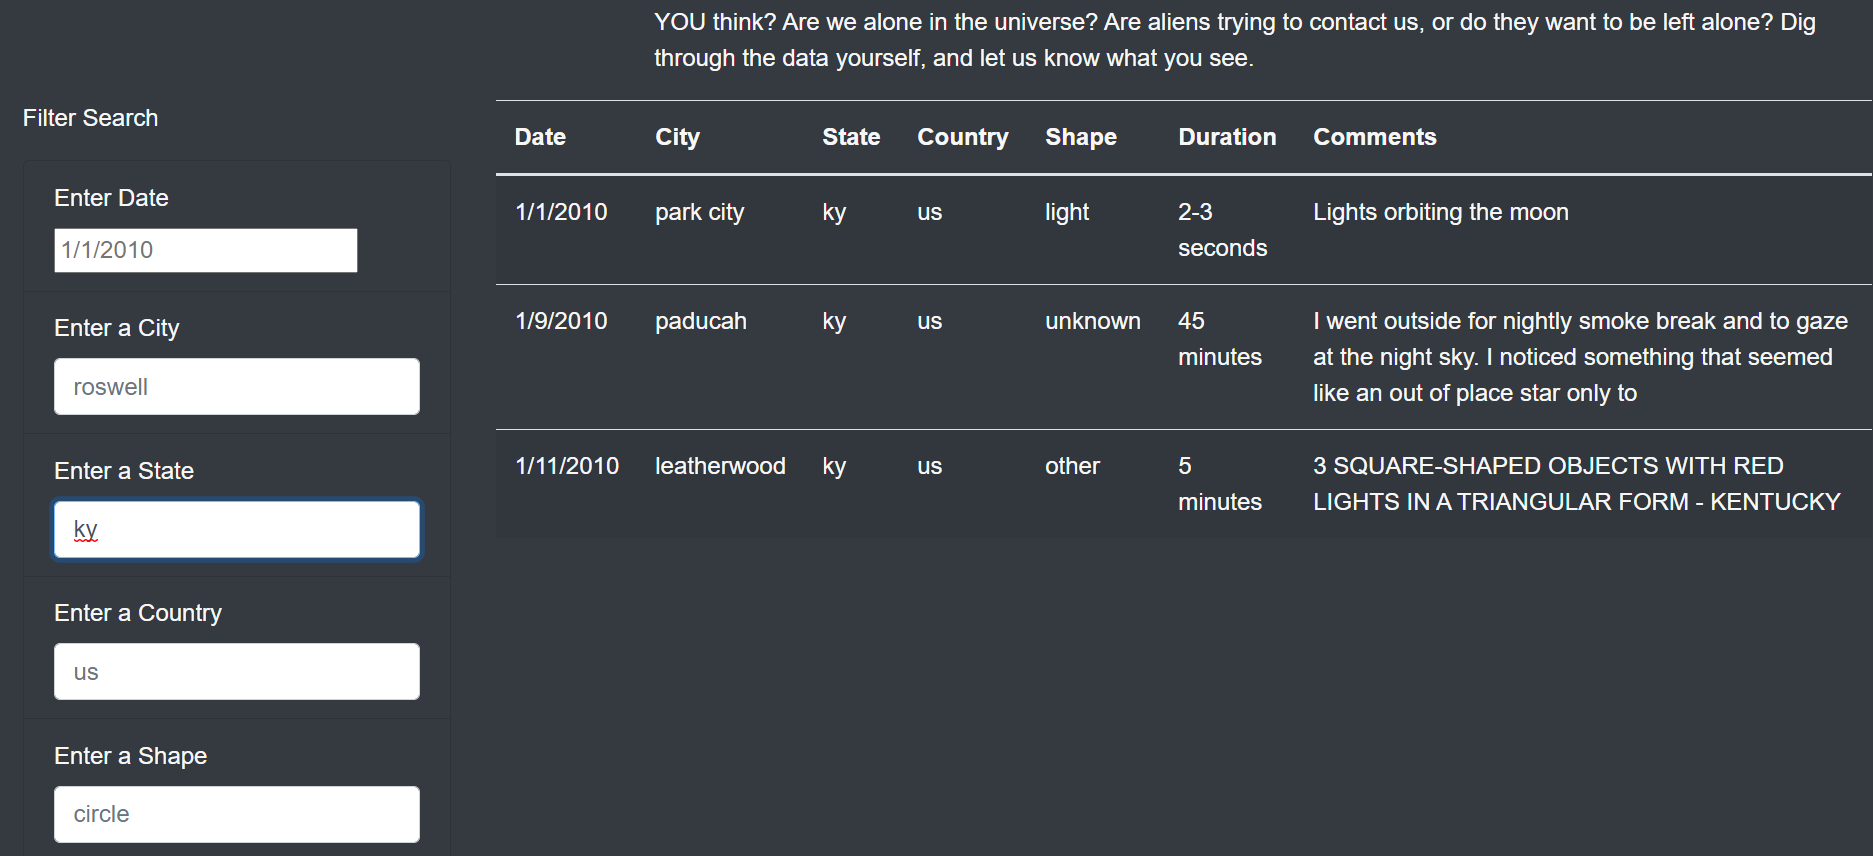 YOU think? Are we alone in the universe? Are aliens trying to contact us, or do they want to be left alone? Dig
through the data yourself, and let us know what you see.
Filter Search
Enter Date
1/1/2010
Enter a City
roswell
Enter a State
ky
Enter a Country
us
Enter a Shape
circle
Date City State Country Shape Duration Comments
1/1/2010 park city ky us light 2-3 Lights orbiting the moon
seconds
1/9/2010 paducah ky us unknown 45 I went outside for nightly smoke break and to gaze
minutes at the night sky. I noticed something that seemed
like an out of place star only to
1/11/2010 leatherwood ky us other 5 3 SQUARE-SHAPED OBJECTS WITH RED
minutes LIGHTS IN A TRIANGULAR FORM - KENTUCKY